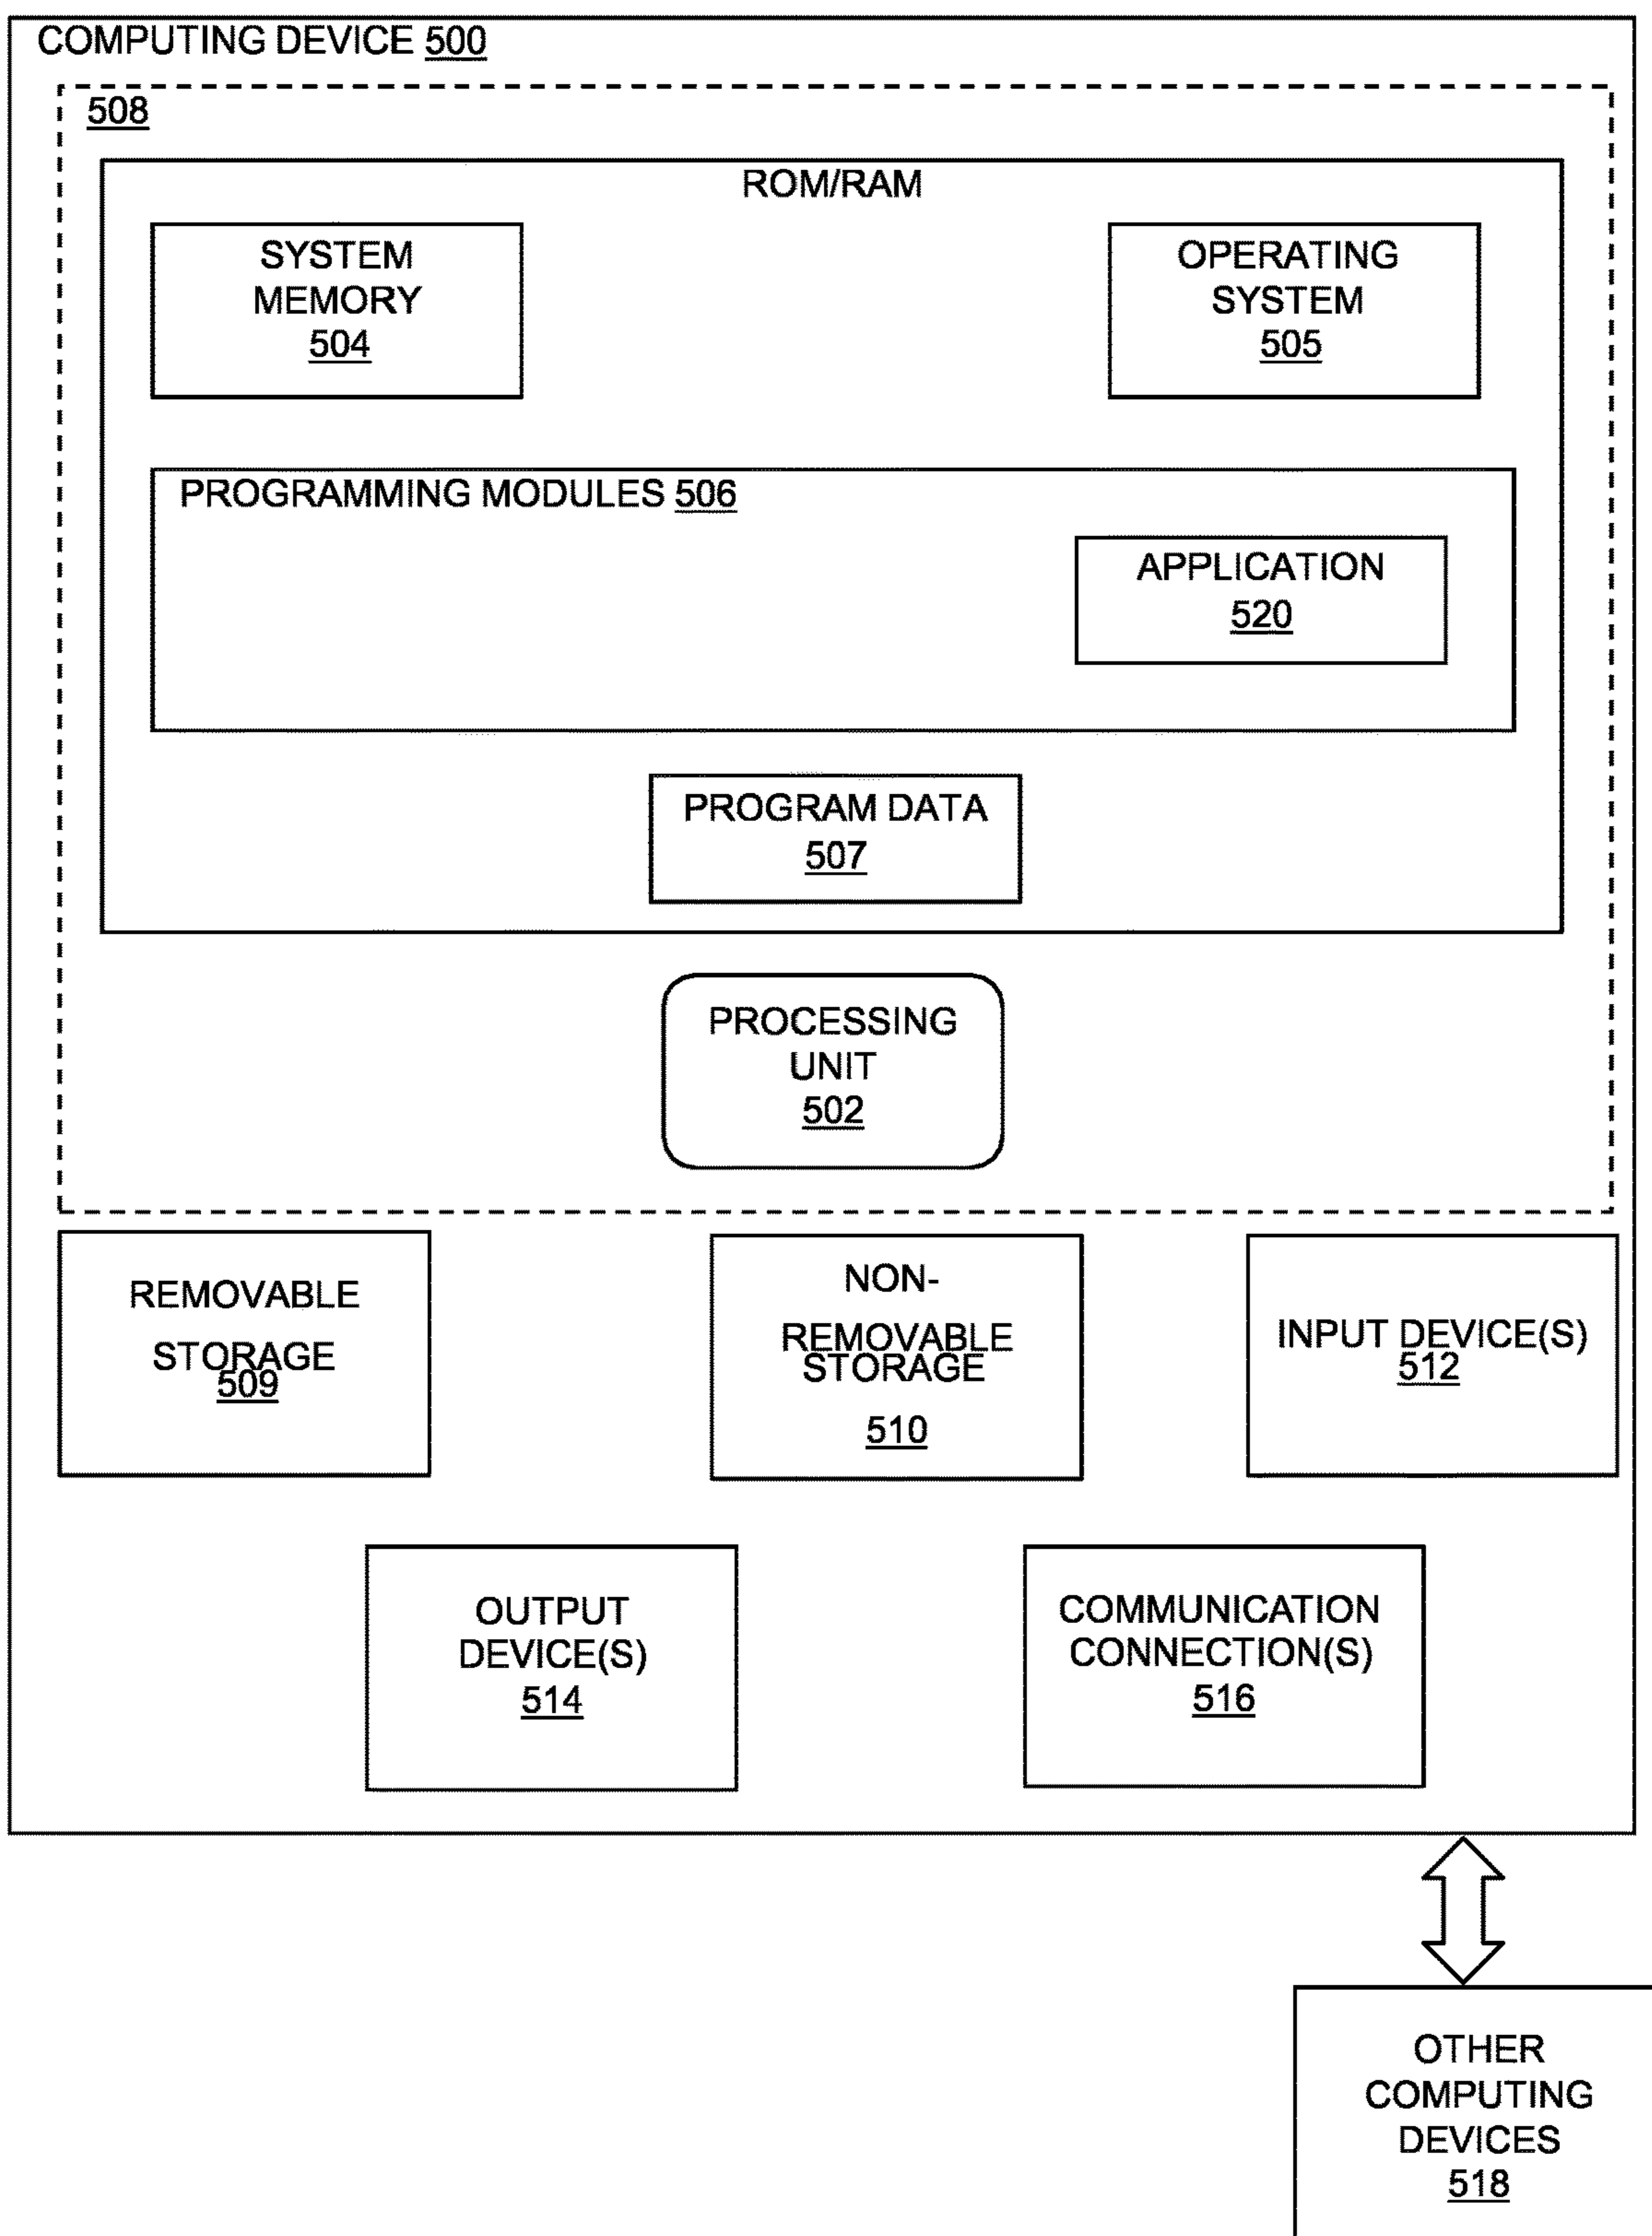 COMPUTING DEVICE 500
508
ROM/RAM
SYSTEM
MEMORY
504
OPERATING
SYSTEM
505
PROGRAMMING MODULES 506
APPLICATION
520
PROGRAM DATA
507
PROCESSING
UNIT
502
REMOVABLE
STORAGE
509
NON-
REMOVABLE
STORAGE
510
INPUT DEVICE(S)
512
OUTPUT
DEVICE(S)
514
COMMUNICATION
CONNECTION(S)
516
OTHER
COMPUTING
DEVICES
518